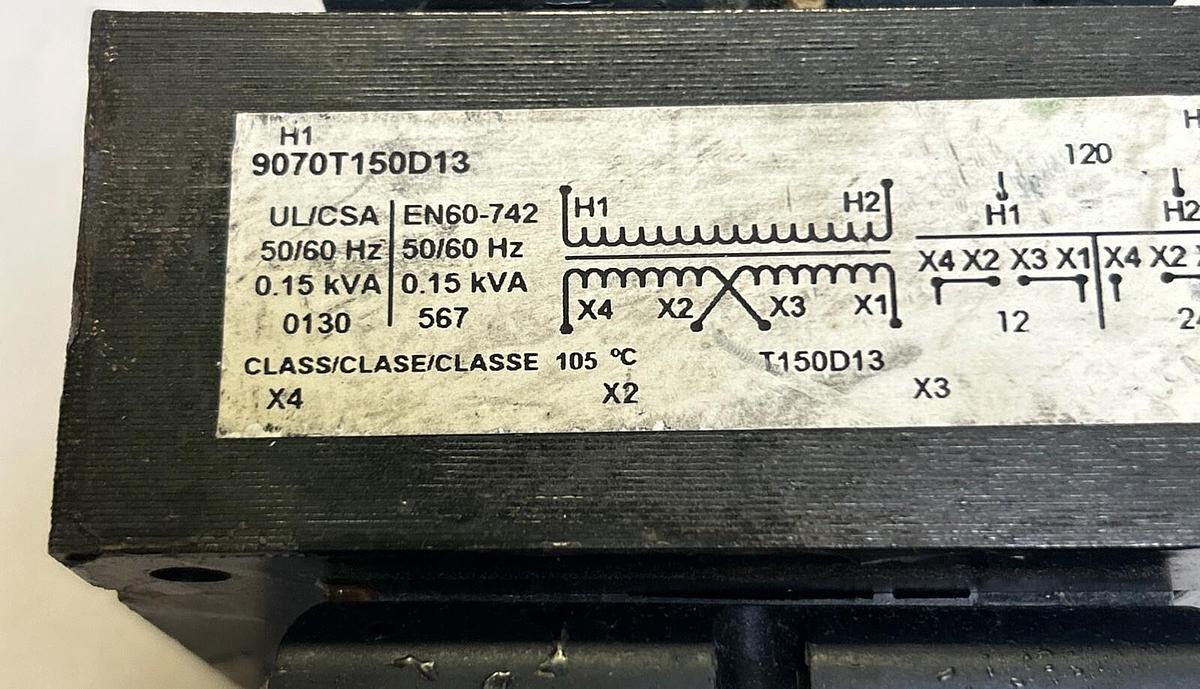 H1
9070T150D13
UL/CSA EN60-742
50/60 Hz 50/60 Hz
0.15 kVA 0.15 kVA
0130 567
CLASS/CLASE/CLASSE 105 ºC
X4 X2 X3
H1 H2
X4 X2 X3 X1
T150D13
120
H1 H2
X4 X2 X3 X1 X4 X2
12